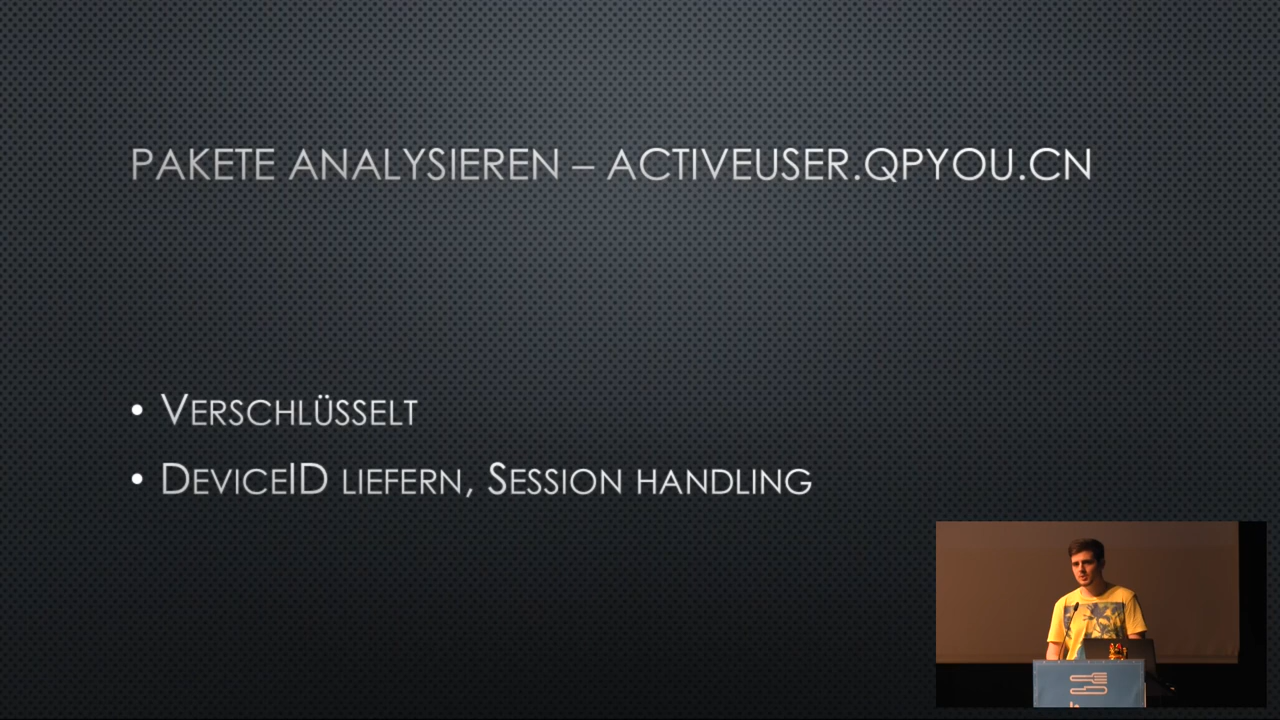 PAKETE ANALYSIEREN – ACTIVEUSER.QPYOU.CN
• VERSCHLÜSSELT
• DEVICEID LIEFERN, SESSION HANDLING